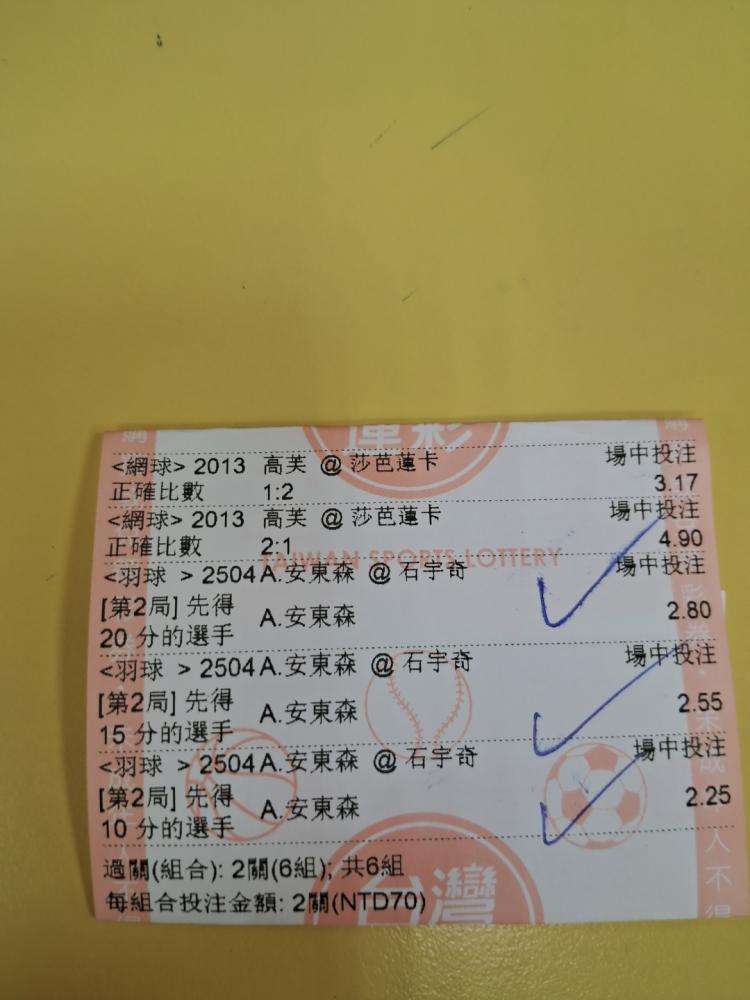 運彩
<網球> 2013 高芙 @ 莎芭蓮卡 場中投注
正確比數 1:2 3.17
<網球> 2013 高芙 @ 莎芭蓮卡 場中投注
正確比數 2:1 4.90
TAIWAN SPORTS LOTTERY
<羽球 > 2504 A.安東森 @ 石宇奇 場中投注
[第2局] 先得 A.安東森 2.80
20 分的選手
<羽球 > 2504 A.安東森 @ 石宇奇 場中投注
[第2局] 先得 A.安東森 2.55
15 分的選手
<羽球 > 2504 A.安東森 @ 石宇奇 場中投注
[第2局] 先得 A.安東森 2.25
10 分的選手
過關(組合): 2關(6組); 共6組
每組合投注金額: 2關(NTD70)
台灣